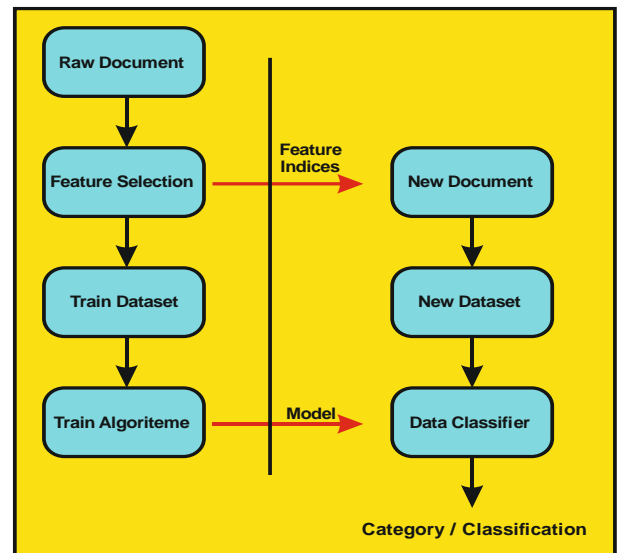 Raw Document
Feature
Indices
Feature Selection
New Document
Train Dataset
New Dataset
Train Algoriteme
Model
Data Classifier
Category / Classification